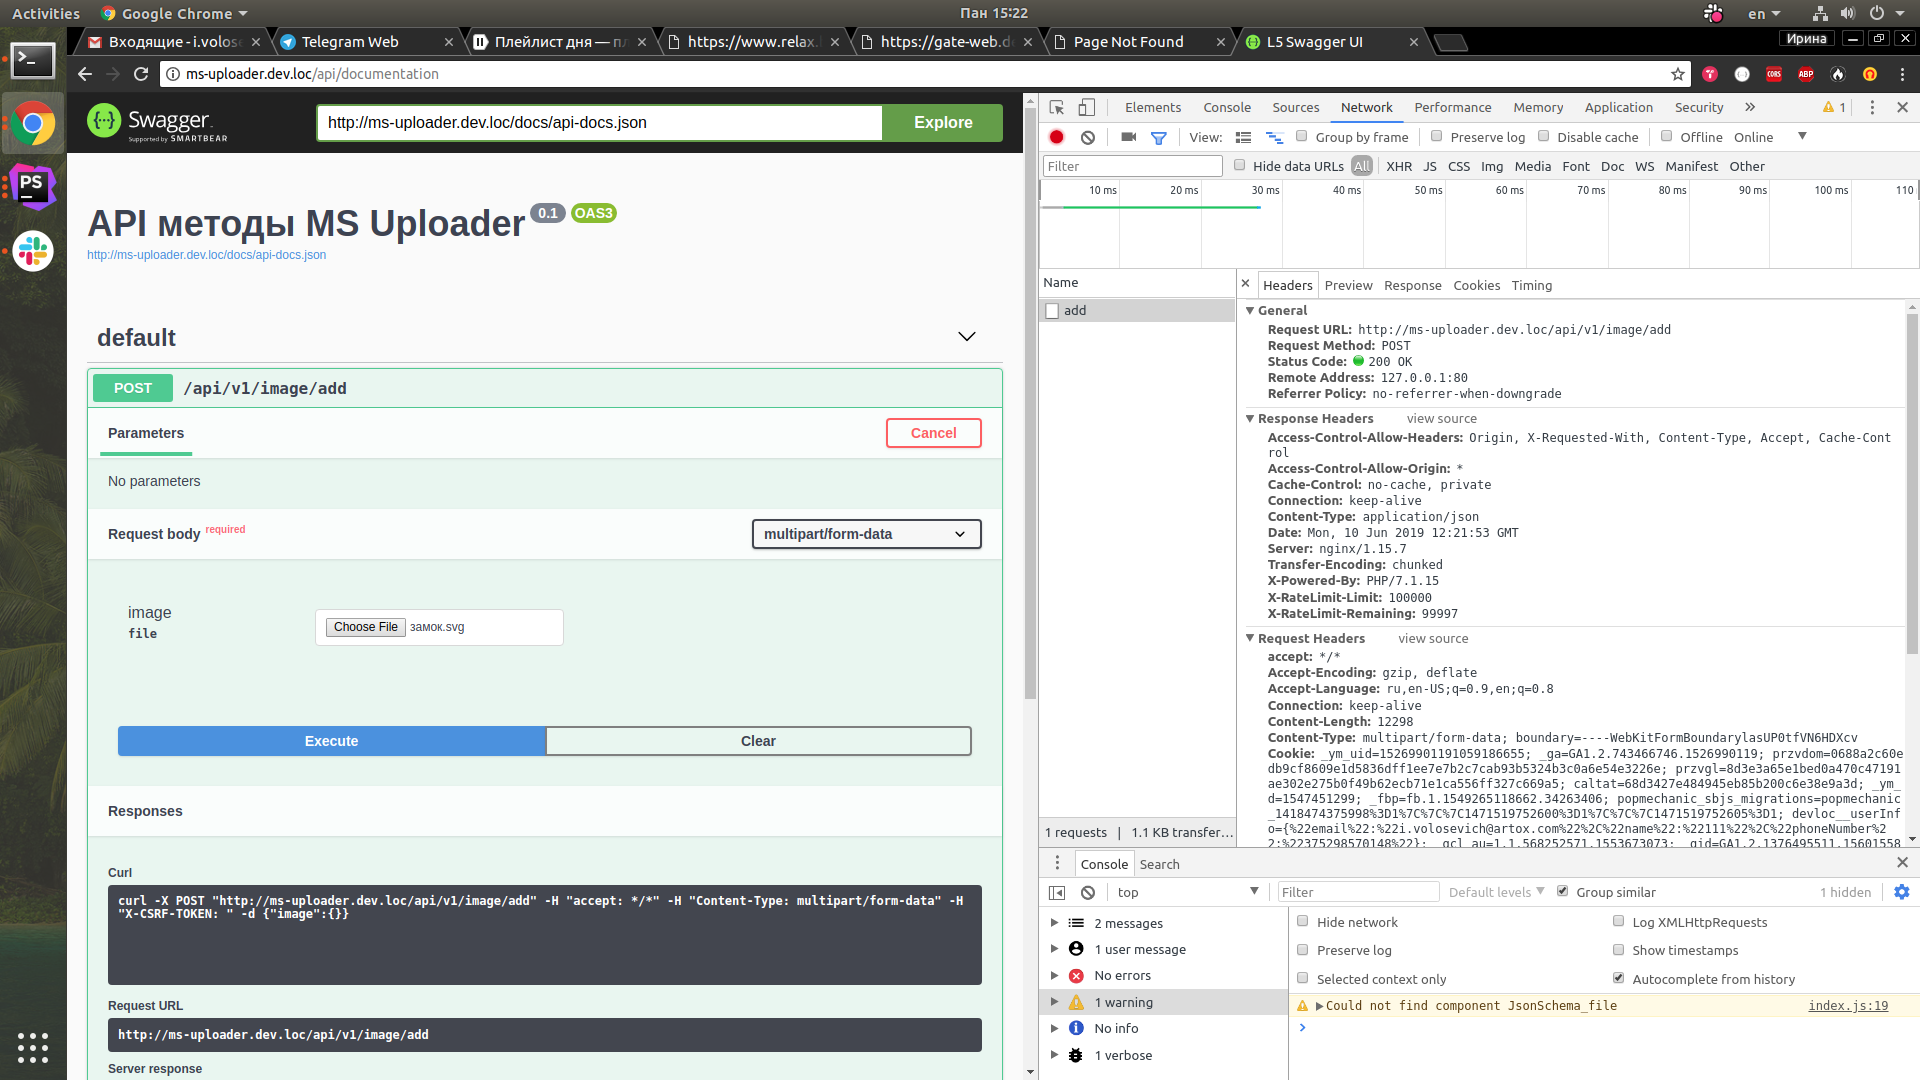 Activities
Google Chrome
Пан 15:22
en
Входящие - i.volose
Telegram Web
Плейлист дня — пл
https://www.relax.
https://gate-web.de
Page Not Found
L5 Swagger UI
Ирина
ms-uploader.dev.loc/api/documentation
CORS
ABP
PS
Swagger
Supported by SMARTBEAR
http://ms-uploader.dev.loc/docs/api-docs.json
Explore
API методы MS Uploader 0.1 OAS3
http://ms-uploader.dev.loc/docs/api-docs.json
default
POST /api/v1/image/add
Parameters
Cancel
No parameters
Request body required
multipart/form-data
image
file
Choose File замок.svg
Execute
Clear
Responses
Curl
curl -X POST "http://ms-uploader.dev.loc/api/v1/image/add" -H "accept: */*" -H "Content-Type: multipart/form-data" -H
"X-CSRF-TOKEN: " -d {"image":{}}
Request URL
http://ms-uploader.dev.loc/api/v1/image/add
Server response
Elements Console Sources Network Performance Memory Application Security » 1
View: Group by frame Preserve log Disable cache Offline Online
Filter Hide data URLs All XHR JS CSS Img Media Font Doc WS Manifest Other
10 ms 20 ms 30 ms 40 ms 50 ms 60 ms 70 ms 80 ms 90 ms 100 ms 110
Name
add
1 requests | 1.1 KB transfer...
Headers Preview Response Cookies Timing
General
Request URL: http://ms-uploader.dev.loc/api/v1/image/add
Request Method: POST
Status Code: 200 OK
Remote Address: 127.0.0.1:80
Referrer Policy: no-referrer-when-downgrade
Response Headers view source
Access-Control-Allow-Headers: Origin, X-Requested-With, Content-Type, Accept, Cache-Cont
rol
Access-Control-Allow-Origin: *
Cache-Control: no-cache, private
Connection: keep-alive
Content-Type: application/json
Date: Mon, 10 Jun 2019 12:21:53 GMT
Server: nginx/1.15.7
Transfer-Encoding: chunked
X-Powered-By: PHP/7.1.15
X-RateLimit-Limit: 100000
X-RateLimit-Remaining: 99997
Request Headers view source
accept: */*
Accept-Encoding: gzip, deflate
Accept-Language: ru,en-US;q=0.9,en;q=0.8
Connection: keep-alive
Content-Length: 12298
Content-Type: multipart/form-data; boundary=----WebKitFormBoundarylasUP0tfVN6HDXcv
Cookie: _ym_uid=15269901191059186655; _ga=GA1.2.743466746.1526990119; przvdom=0688a2c60e
db9cf8609e1d5836dff1ee7e7b2c7cab93b5324b3c0a6e54e3226e; przvgl=8d3e3a65e1bed0a470c47191
ae302e275b0f49b62ecb71e1ca556ff327c669a5; caltat=68d3427e484945eb85b200c6e38e9a3d; _ym_
d=1547451299; _fbp=fb.1.1549265118662.34263406; popmechanic_sbjs_migrations=popmechanic
_1418474375998%3D1%7C%7C%7C1471519752600%3D1%7C%7C%7C1471519752605%3D1; devloc__userInf
o={%22email%22:%22i.volosevich@artox.com%22%2C%22name%22:%22111%22%2C%22phoneNumber%2
2:%22375298570148%22}; _gcl_au=1.1.568252571.1553673073; _gid=GA1.2.1376495511.15601558
Console Search
top
Filter
Default levels
Group similar
1 hidden
2 messages
1 user message
No errors
1 warning
No info
1 verbose
Hide network
Log XMLHttpRequests
Preserve log
Show timestamps
Selected context only
Autocomplete from history
Could not find component JsonSchema_file
index.js:19